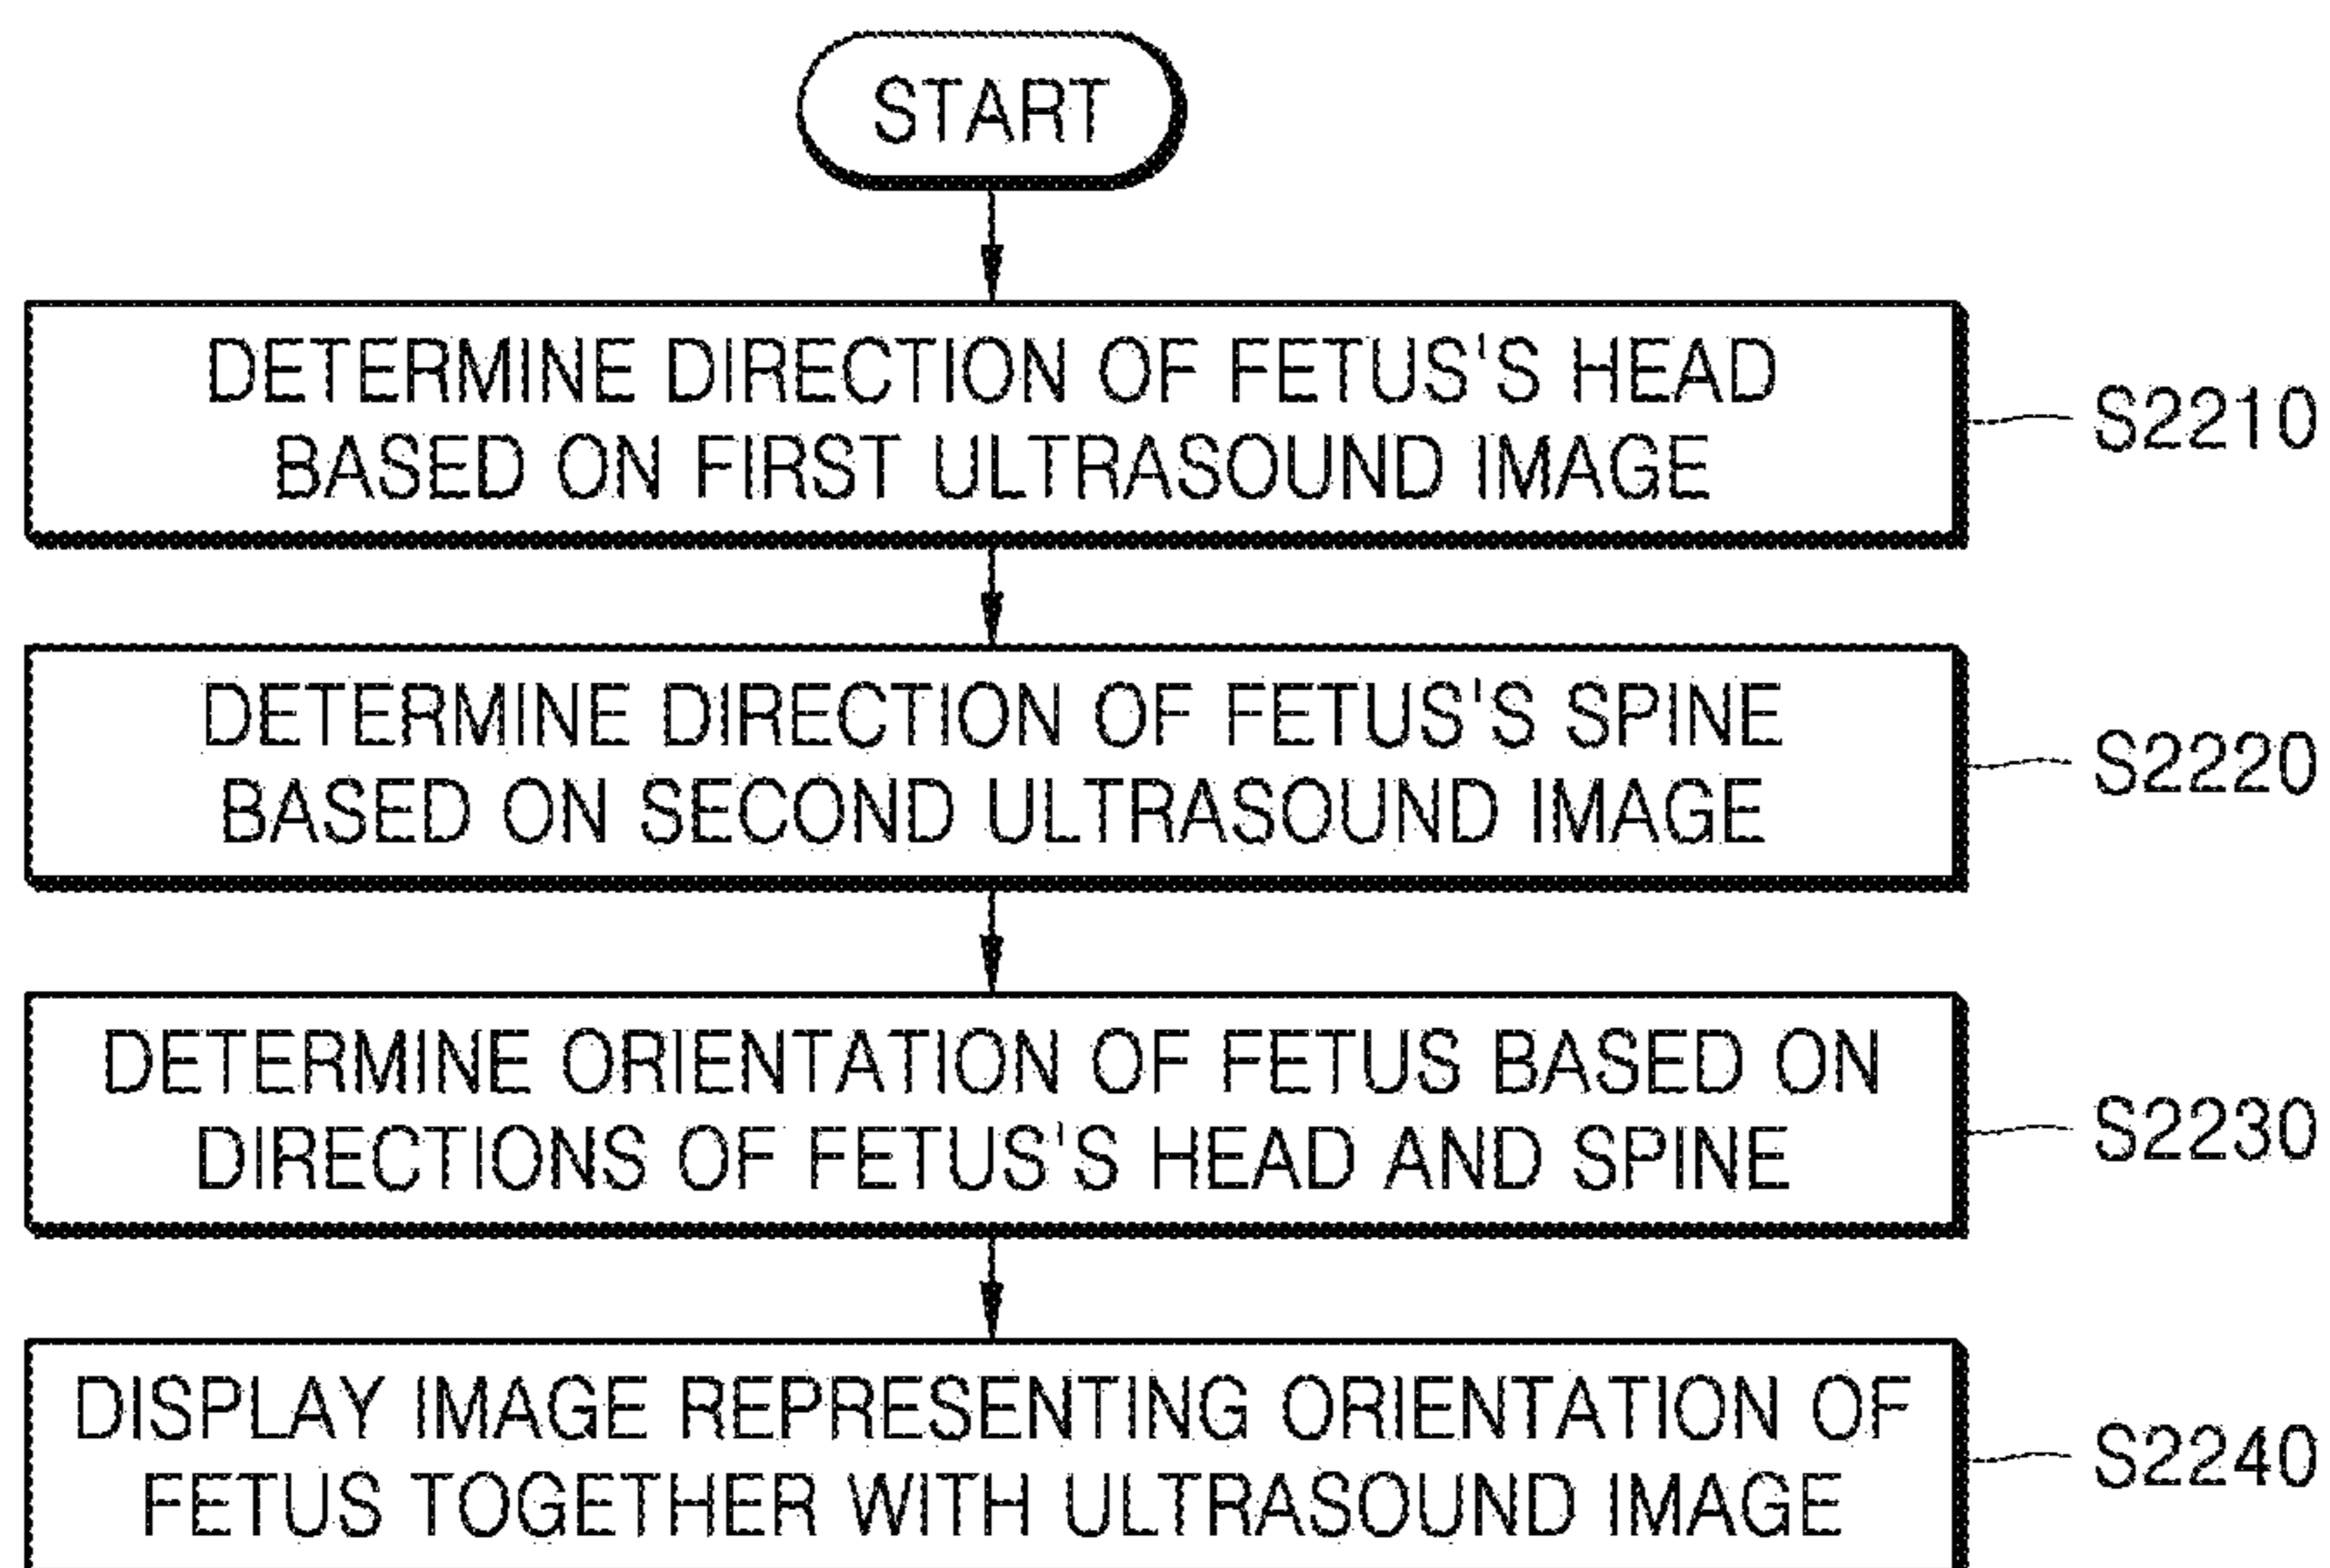 START
DETERMINE DIRECTION OF FETUS'S HEAD
BASED ON FIRST ULTRASOUND IMAGE
S2210
DETERMINE DIRECTION OF FETUS'S SPINE
BASED ON SECOND ULTRASOUND IMAGE
S2220
DETERMINE ORIENTATION OF FETUS BASED ON
DIRECTIONS OF FETUS'S HEAD AND SPINE
S2230
DISPLAY IMAGE REPRESENTING ORIENTATION OF
FETUS TOGETHER WITH ULTRASOUND IMAGE
S2240